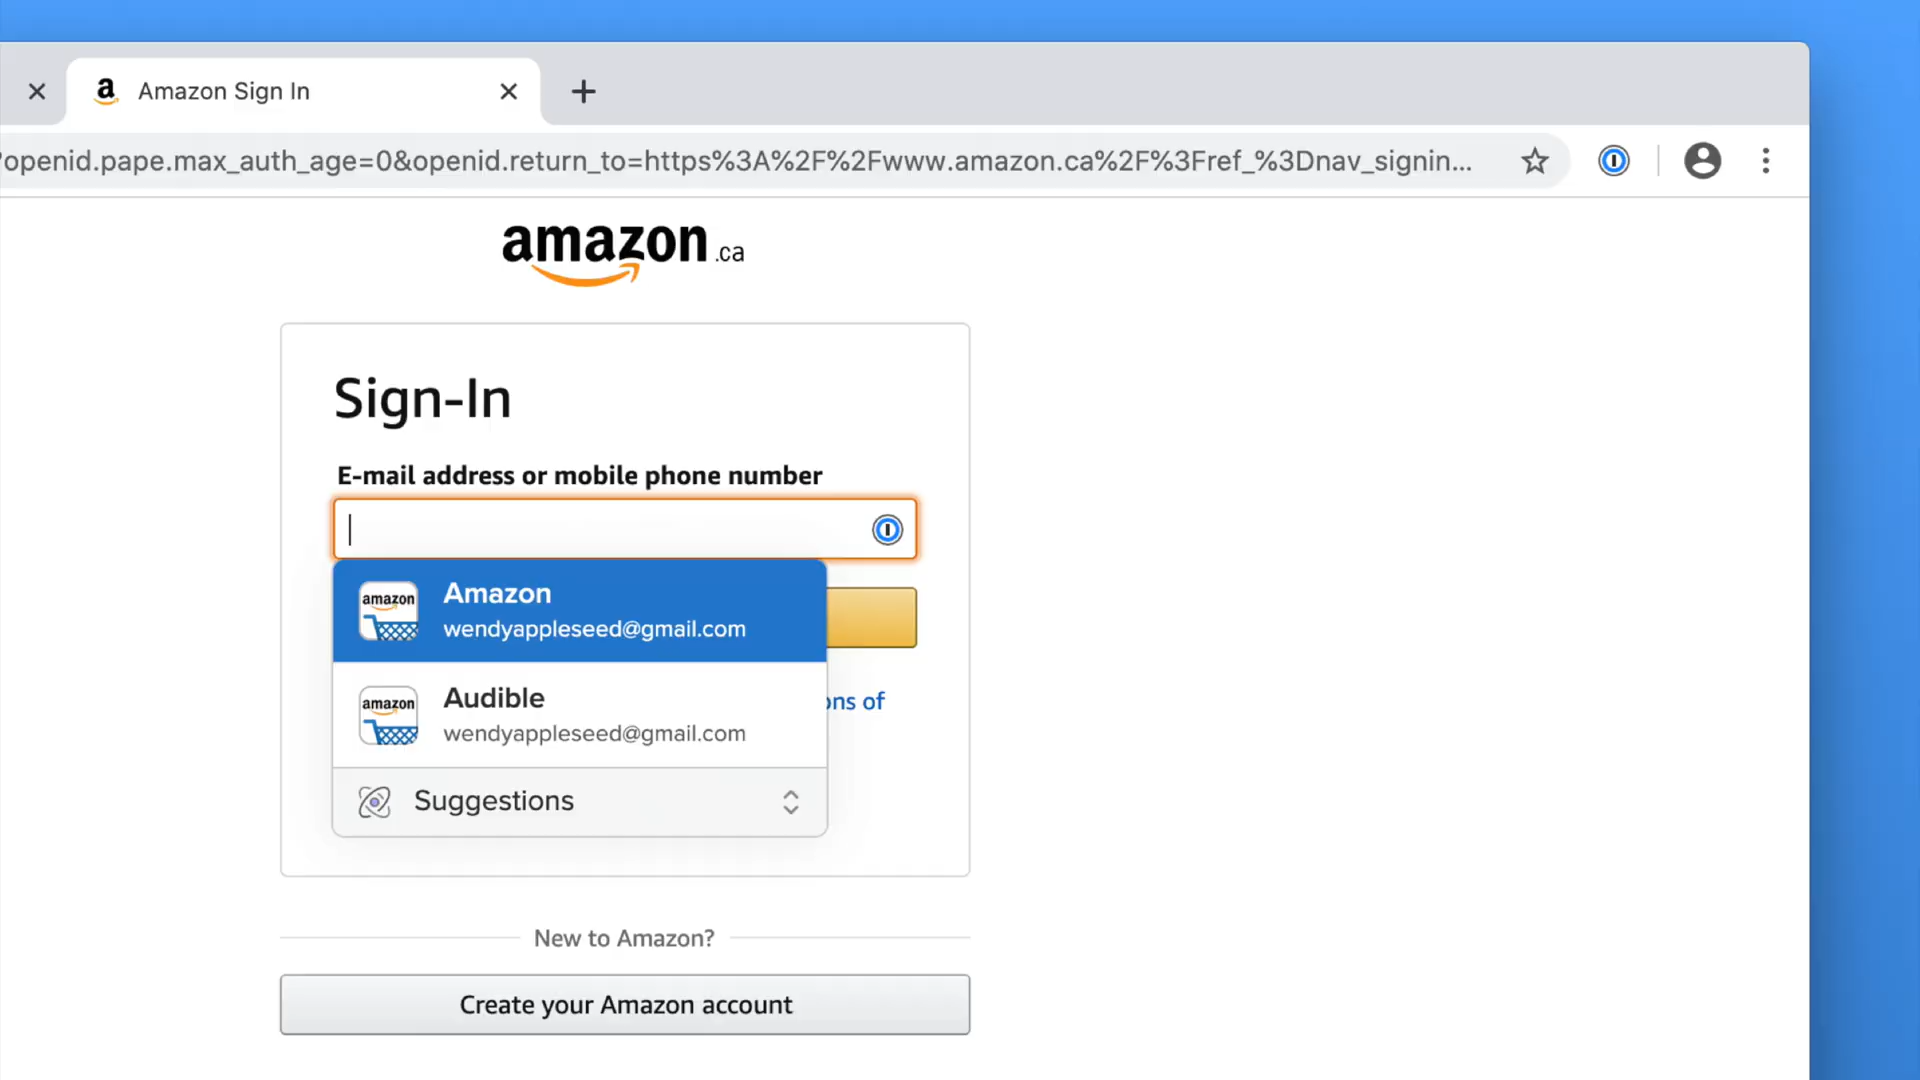 Amazon Sign In
?openid.pape.max_auth_age=0&openid.return_to=https%3A%2F%2Fwww.amazon.ca%2F%3Fref_%3Dnav_signin...
amazon.ca
Sign-In
E-mail address or mobile phone number
amazon
Amazon
wendyappleseed@gmail.com
amazon
Audible
wendyappleseed@gmail.com
of
Suggestions
New to Amazon?
Create your Amazon account